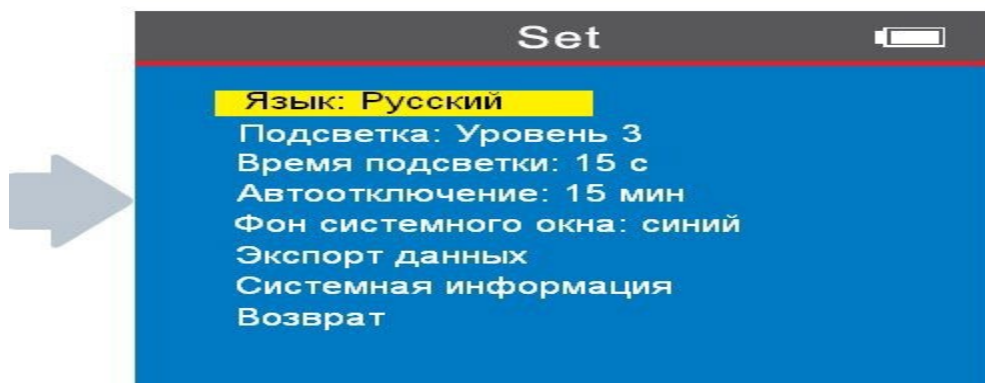 Set
Язык: Русский
Подсветка: Уровень 3
Время подсветки: 15 с
Автоотключение: 15 мин
Фон системного окна: синий
Экспорт данных
Системная информация
Возврат